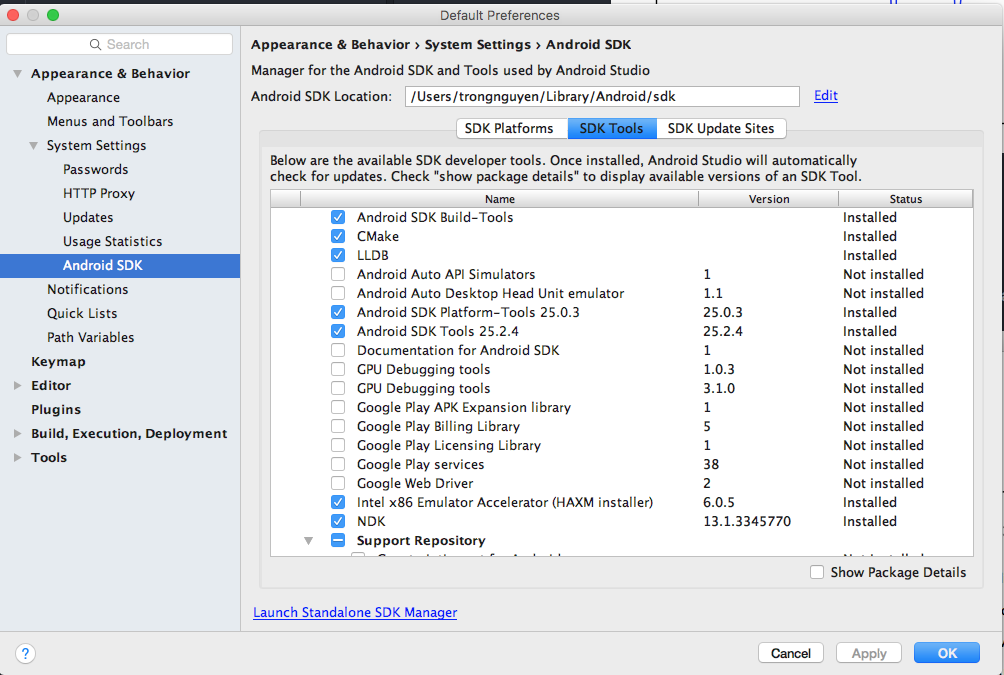 Default Preferences
Search
Appearance & Behavior
Appearance
Menus and Toolbars
System Settings
Passwords
HTTP Proxy
Updates
Usage Statistics
Android SDK
Notifications
Quick Lists
Path Variables
Keymap
Editor
Plugins
Build, Execution, Deployment
Tools
Appearance & Behavior › System Settings › Android SDK
Manager for the Android SDK and Tools used by Android Studio
Android SDK Location: /Users/trongnguyen/Library/Android/sdk Edit
SDK Platforms SDK Tools SDK Update Sites
Below are the available SDK developer tools. Once installed, Android Studio will automatically
check for updates. Check "show package details" to display available versions of an SDK Tool.
Name Version Status
Android SDK Build-Tools Installed
CMake Installed
LLDB Installed
Android Auto API Simulators 1 Not installed
Android Auto Desktop Head Unit emulator 1.1 Not installed
Android SDK Platform-Tools 25.0.3 25.0.3 Installed
Android SDK Tools 25.2.4 25.2.4 Installed
Documentation for Android SDK 1 Not installed
GPU Debugging tools 1.0.3 Not installed
GPU Debugging tools 3.1.0 Not installed
Google Play APK Expansion library 1 Not installed
Google Play Billing Library 5 Not installed
Google Play Licensing Library 1 Not installed
Google Play services 38 Not installed
Google Web Driver 2 Not installed
Intel x86 Emulator Accelerator (HAXM installer) 6.0.5 Installed
NDK 13.1.3345770 Installed
Support Repository
Show Package Details
Launch Standalone SDK Manager
? Cancel Apply OK